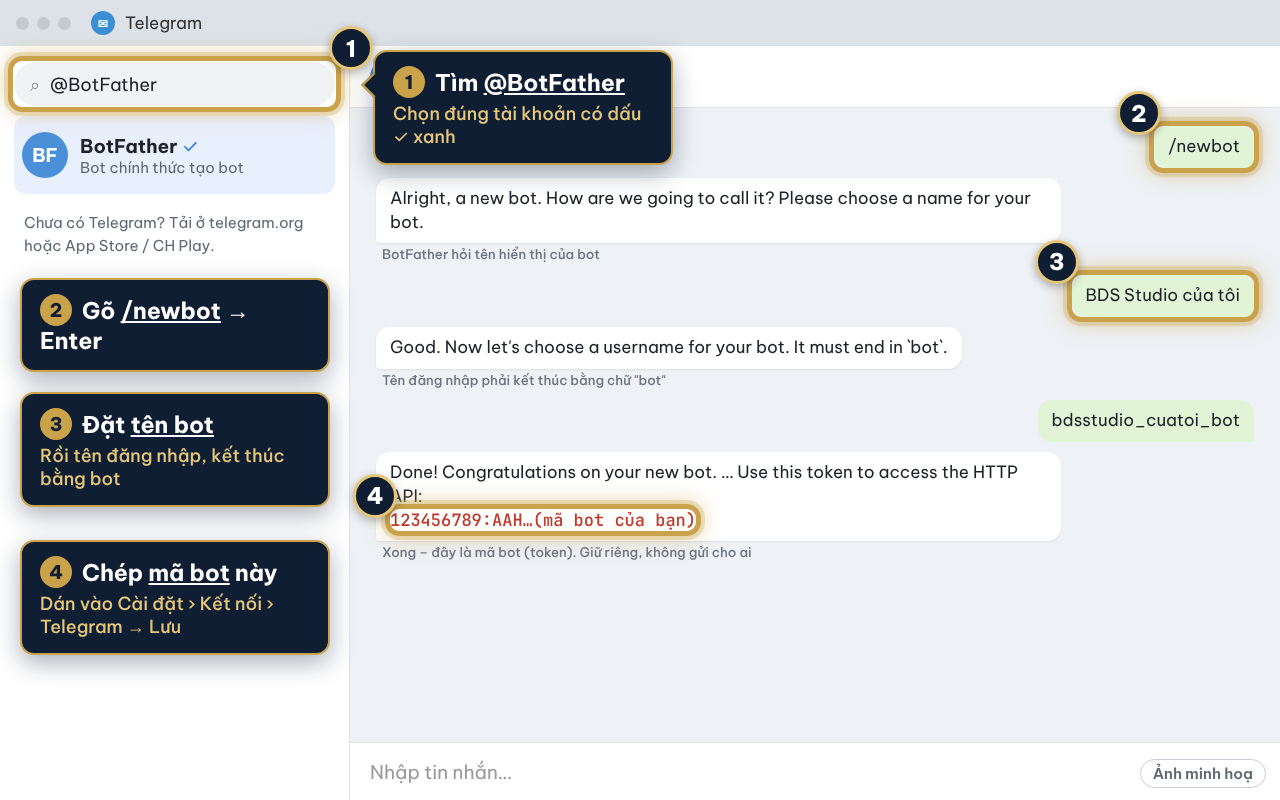 Telegram
1
@BotFather
BF
BotFather ✓
Bot chính thức tạo bot
Chưa có Telegram? Tải ở telegram.org
hoặc App Store / CH Play.
1 Tìm @BotFather
Chọn đúng tài khoản có dấu
✓ xanh
2 Gõ /newbot →
Enter
3 Đặt tên bot
Rồi tên đăng nhập, kết thúc
bằng bot
4 Chép mã bot này
Dán vào Cài đặt > Kết nối >
Telegram → Lưu
2
/newbot
Alright, a new bot. How are we going to call it? Please choose a name for your
bot.
BotFather hỏi tên hiển thị của bot
3
BDS Studio của tôi
Good. Now let's choose a username for your bot. It must end in `bot`.
Tên đăng nhập phải kết thúc bằng chữ "bot"
bdsstudio_cuatoi_bot
Done! Congratulations on your new bot. … Use this token to access the HTTP
API:
4
123456789:AAH…(mã bot của bạn)
Xong – đây là mã bot (token). Giữ riêng, không gửi cho ai
Nhập tin nhắn…
Ảnh minh hoạ